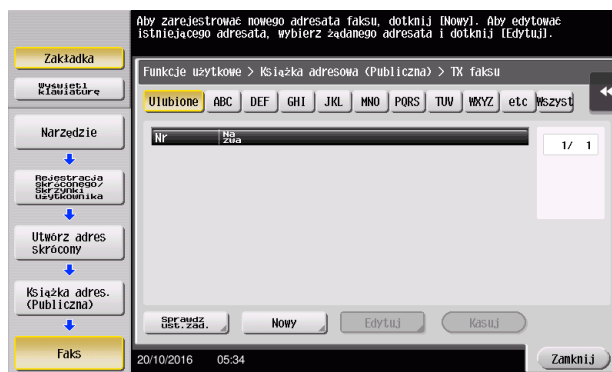 Aby zarejestrować nowego adresata faksu, dotknij [Nowy]. Aby edytować
istniejącego adresata, wybierz żądanego adresata i dotknij [Edytuj].
Zakładka
Wyświetl
klawiaturę
Narzędzie
Rejestracja
skróconego/
Skrzynki
użytkownika
Utwórz adres
skrócony
Książka adres.
(Publiczna)
Faks
Funkcje użytkowe > Książka adresowa (Publiczna) > TX faksu
Ulubione ABC DEF GHI JKL MNO PQRS TUV WXYZ etc Wszyst
Nr Na
zwa
1/ 1
Sprawdz
ust.zad.
Nowy
Edytuj
Kasuj
20/10/2016 05:34
Zamknij